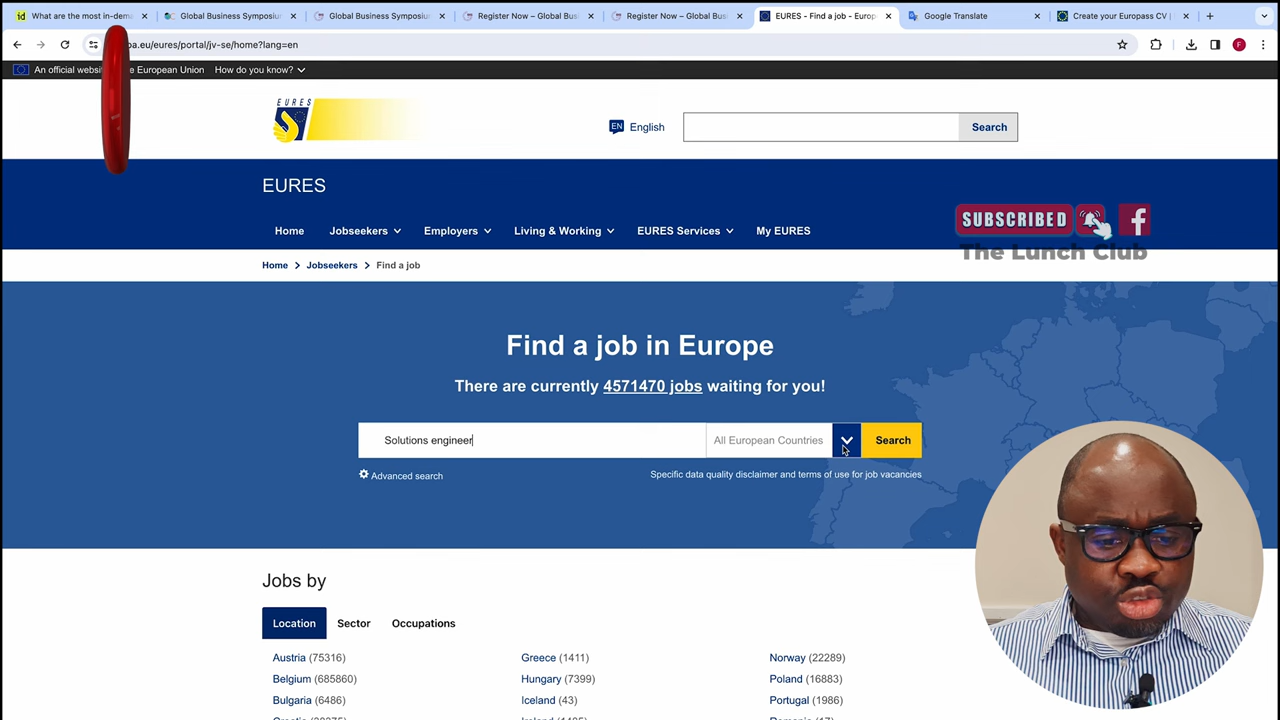 What are the most in-dema
Global Business Symposiu
Global Business Symposiu
Register Now – Global Bus
Register Now – Global Bus
EURES - Find a job - Europ
Google Translate
Create your Europass CV |
pa.eu/eures/portal/jv-se/home?lang=en
F
An official websi
e European Union
How do you know?
EURES
EN English
Search
EURES
Home
Jobseekers
Employers
Living & Working
EURES Services
My EURES
SUBSCRIBED
f
The Lunch Club
Home > Jobseekers > Find a job
Find a job in Europe
There are currently 4571470 jobs waiting for you!
Solutions engineer
All European Countries
Search
Advanced search
Specific data quality disclaimer and terms of use for job vacancies
Jobs by
Location
Sector
Occupations
Austria (75316)
Greece (1411)
Norway (22289)
Belgium (685860)
Hungary (7399)
Poland (16883)
Bulgaria (6486)
Iceland (43)
Portugal (1986)